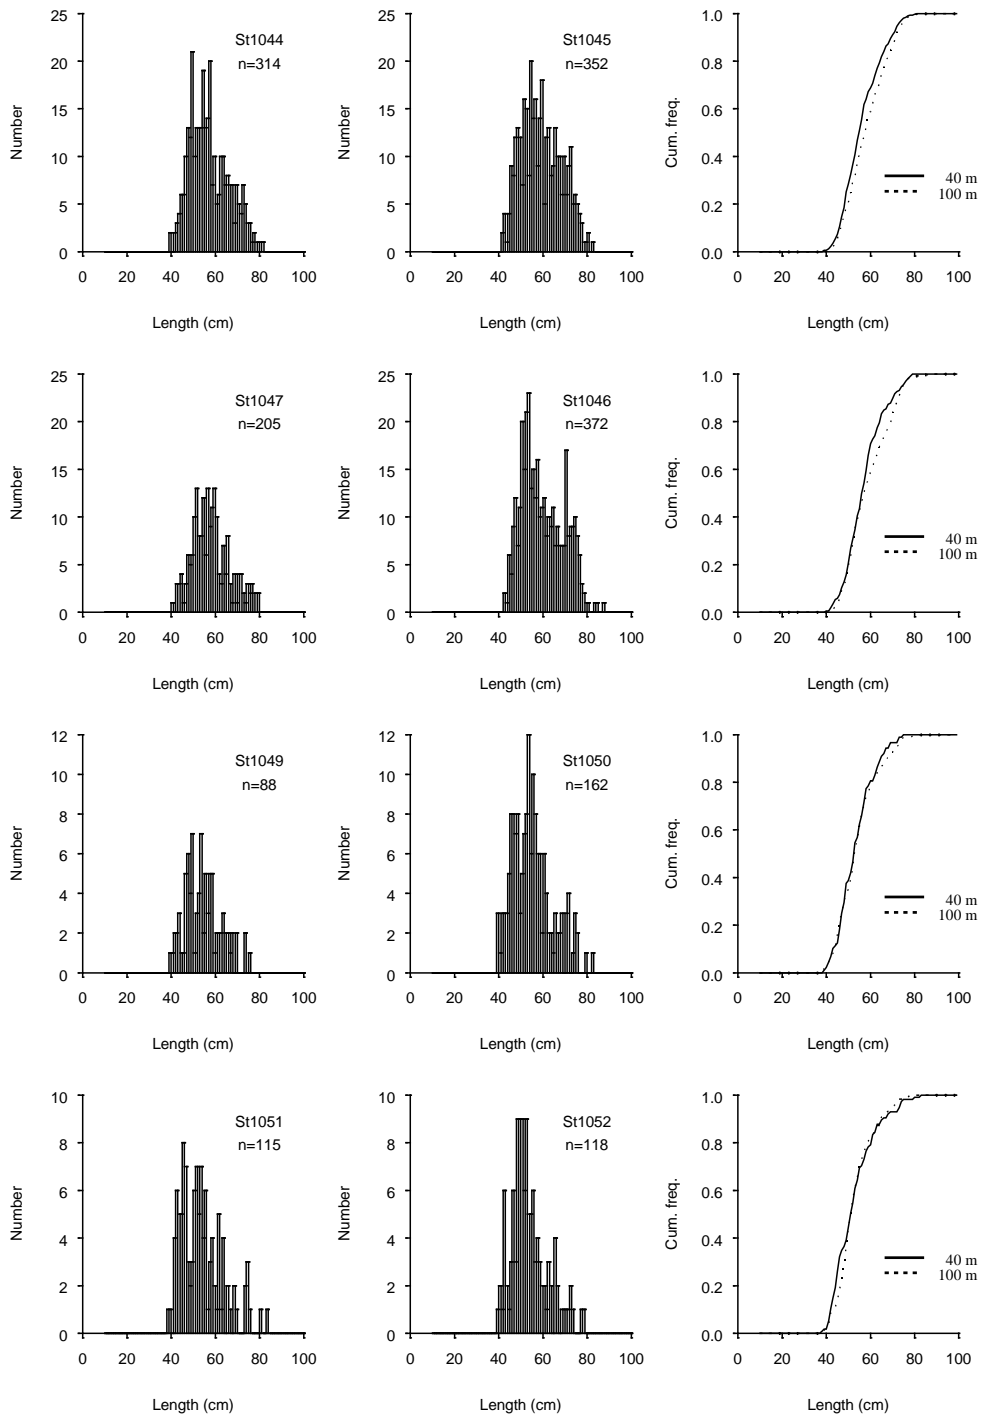 25
20
15
10
5
0
Number
St1044
n=314
0 20 40 60 80 100
Length (cm)
25
20
15
10
5
0
Number
St1045
n=352
0 20 40 60 80 100
Length (cm)
1.0
0.8
0.6
0.4
0.2
0.0
Cum. freq.
40 m
100 m
0 20 40 60 80 100
Length (cm)
25
20
15
10
5
0
Number
St1047
n=205
0 20 40 60 80 100
Length (cm)
25
20
15
10
5
0
Number
St1046
n=372
0 20 40 60 80 100
Length (cm)
1.0
0.8
0.6
0.4
0.2
0.0
Cum. freq.
40 m
100 m
0 20 40 60 80 100
Length (cm)
12
10
8
6
4
2
0
Number
St1049
n=88
0 20 40 60 80 100
Length (cm)
12
10
8
6
4
2
0
Number
St1050
n=162
0 20 40 60 80 100
Length (cm)
1.0
0.8
0.6
0.4
0.2
0.0
Cum. freq.
40 m
100 m
0 20 40 60 80 100
Length (cm)
10
8
6
4
2
0
Number
St1051
n=115
0 20 40 60 80 100
Length (cm)
10
8
6
4
2
0
Number
St1052
n=118
0 20 40 60 80 100
Length (cm)
1.0
0.8
0.6
0.4
0.2
0.0
Cum. freq.
40 m
100 m
0 20 40 60 80 100
Length (cm)